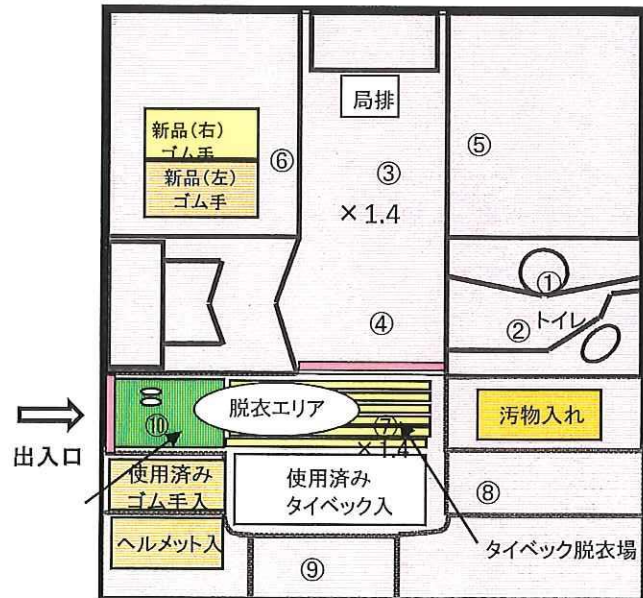 局排
新品(右)
ゴム手
新品(左)
ゴム手
⑥
③
×1.4
⑤
①
④
②
トイレ
出入口
⑩
脱衣エリア
⑦
×1.4
汚物入れ
使用済み
ゴム手入
使用済み
タイベック入
⑧
ヘルメット入
タイベック脱衣場
⑨